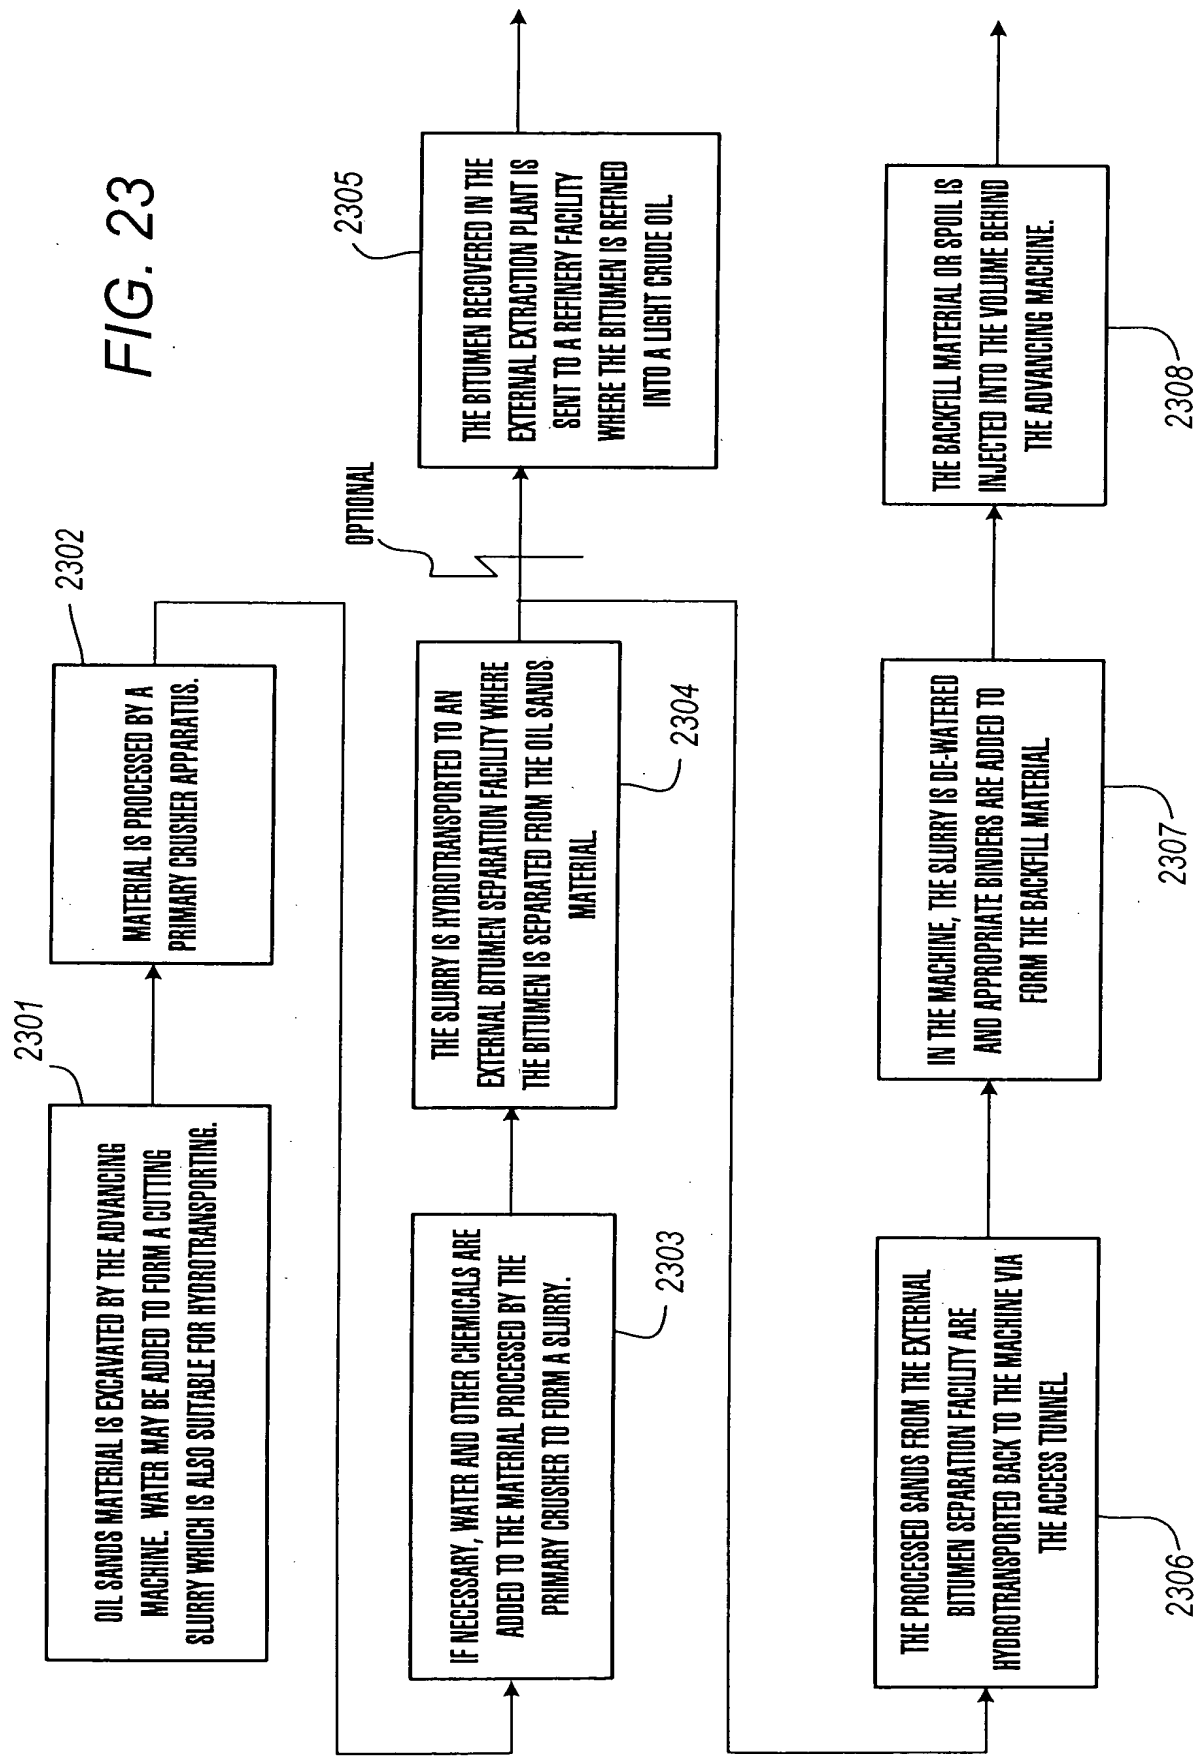 FIG. 23
2301
OIL SANDS MATERIAL IS EXCAVATED BY THE ADVANCING
MACHINE. WATER MAY BE ADDED TO FORM A CUTTING
SLURRY WHICH IS ALSO SUITABLE FOR HYDROTRANSPORTING.
2302
MATERIAL IS PROCESSED BY A
PRIMARY CRUSHER APPARATUS.
IF NECESSARY, WATER AND OTHER CHEMICALS ARE
ADDED TO THE MATERIAL PROCESSED BY THE
PRIMARY CRUSHER TO FORM A SLURRY.
2303
THE SLURRY IS HYDROTRANSPORTED TO AN
EXTERNAL BITUMEN SEPARATION FACILITY WHERE
THE BITUMEN IS SEPARATED FROM THE OIL SANDS
MATERIAL.
2304
OPTIONAL
2305
THE BITUMEN RECOVERED IN THE
EXTERNAL EXTRACTION PLANT IS
SENT TO A REFINERY FACILITY
WHERE THE BITUMEN IS REFINED
INTO A LIGHT CRUDE OIL.
THE PROCESSED SANDS FROM THE EXTERNAL
BITUMEN SEPARATION FACILITY ARE
HYDROTRANSPORTED BACK TO THE MACHINE VIA
THE ACCESS TUNNEL.
2306
IN THE MACHINE, THE SLURRY IS DE-WATERED
AND APPROPRIATE BINDERS ARE ADDED TO
FORM THE BACKFILL MATERIAL.
2307
THE BACKFILL MATERIAL OR SPOIL IS
INJECTED INTO THE VOLUME BEHIND
THE ADVANCING MACHINE.
2308